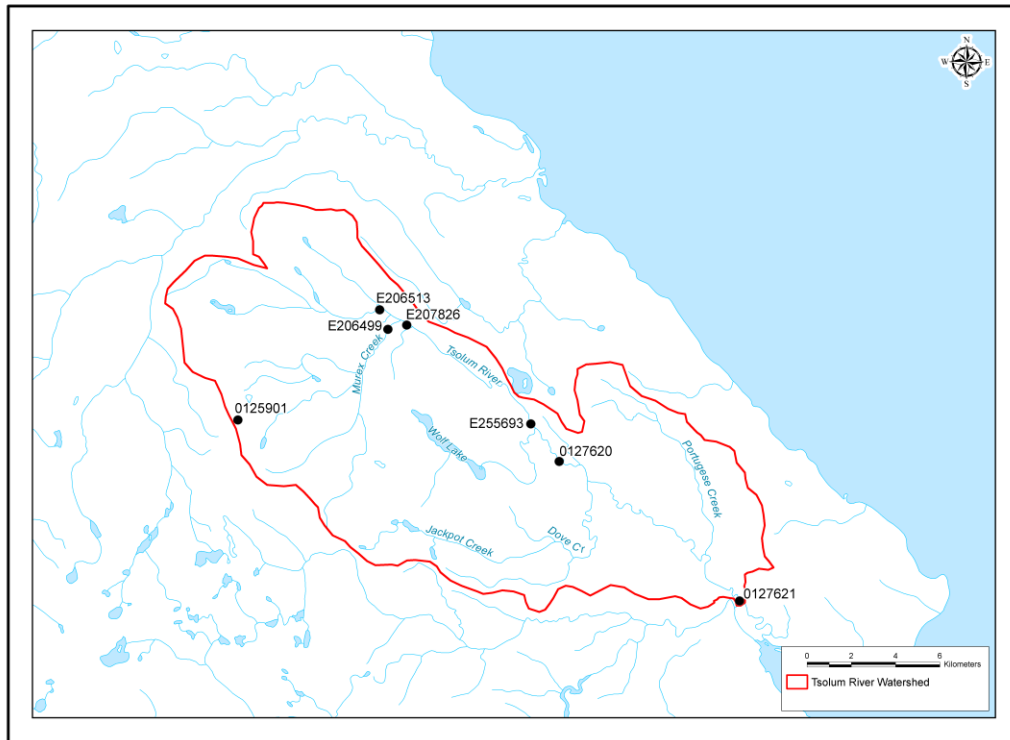 N
W E
S
E206513
E207826
E206499
Murex Creek
Tsolum River
0125901
E255693
Wolf Lake
0127620
Portugese Creek
Jackpot Creek
Dove Ct
0127621
0 2 4 6
Kilometers
Tsolum River Watershed